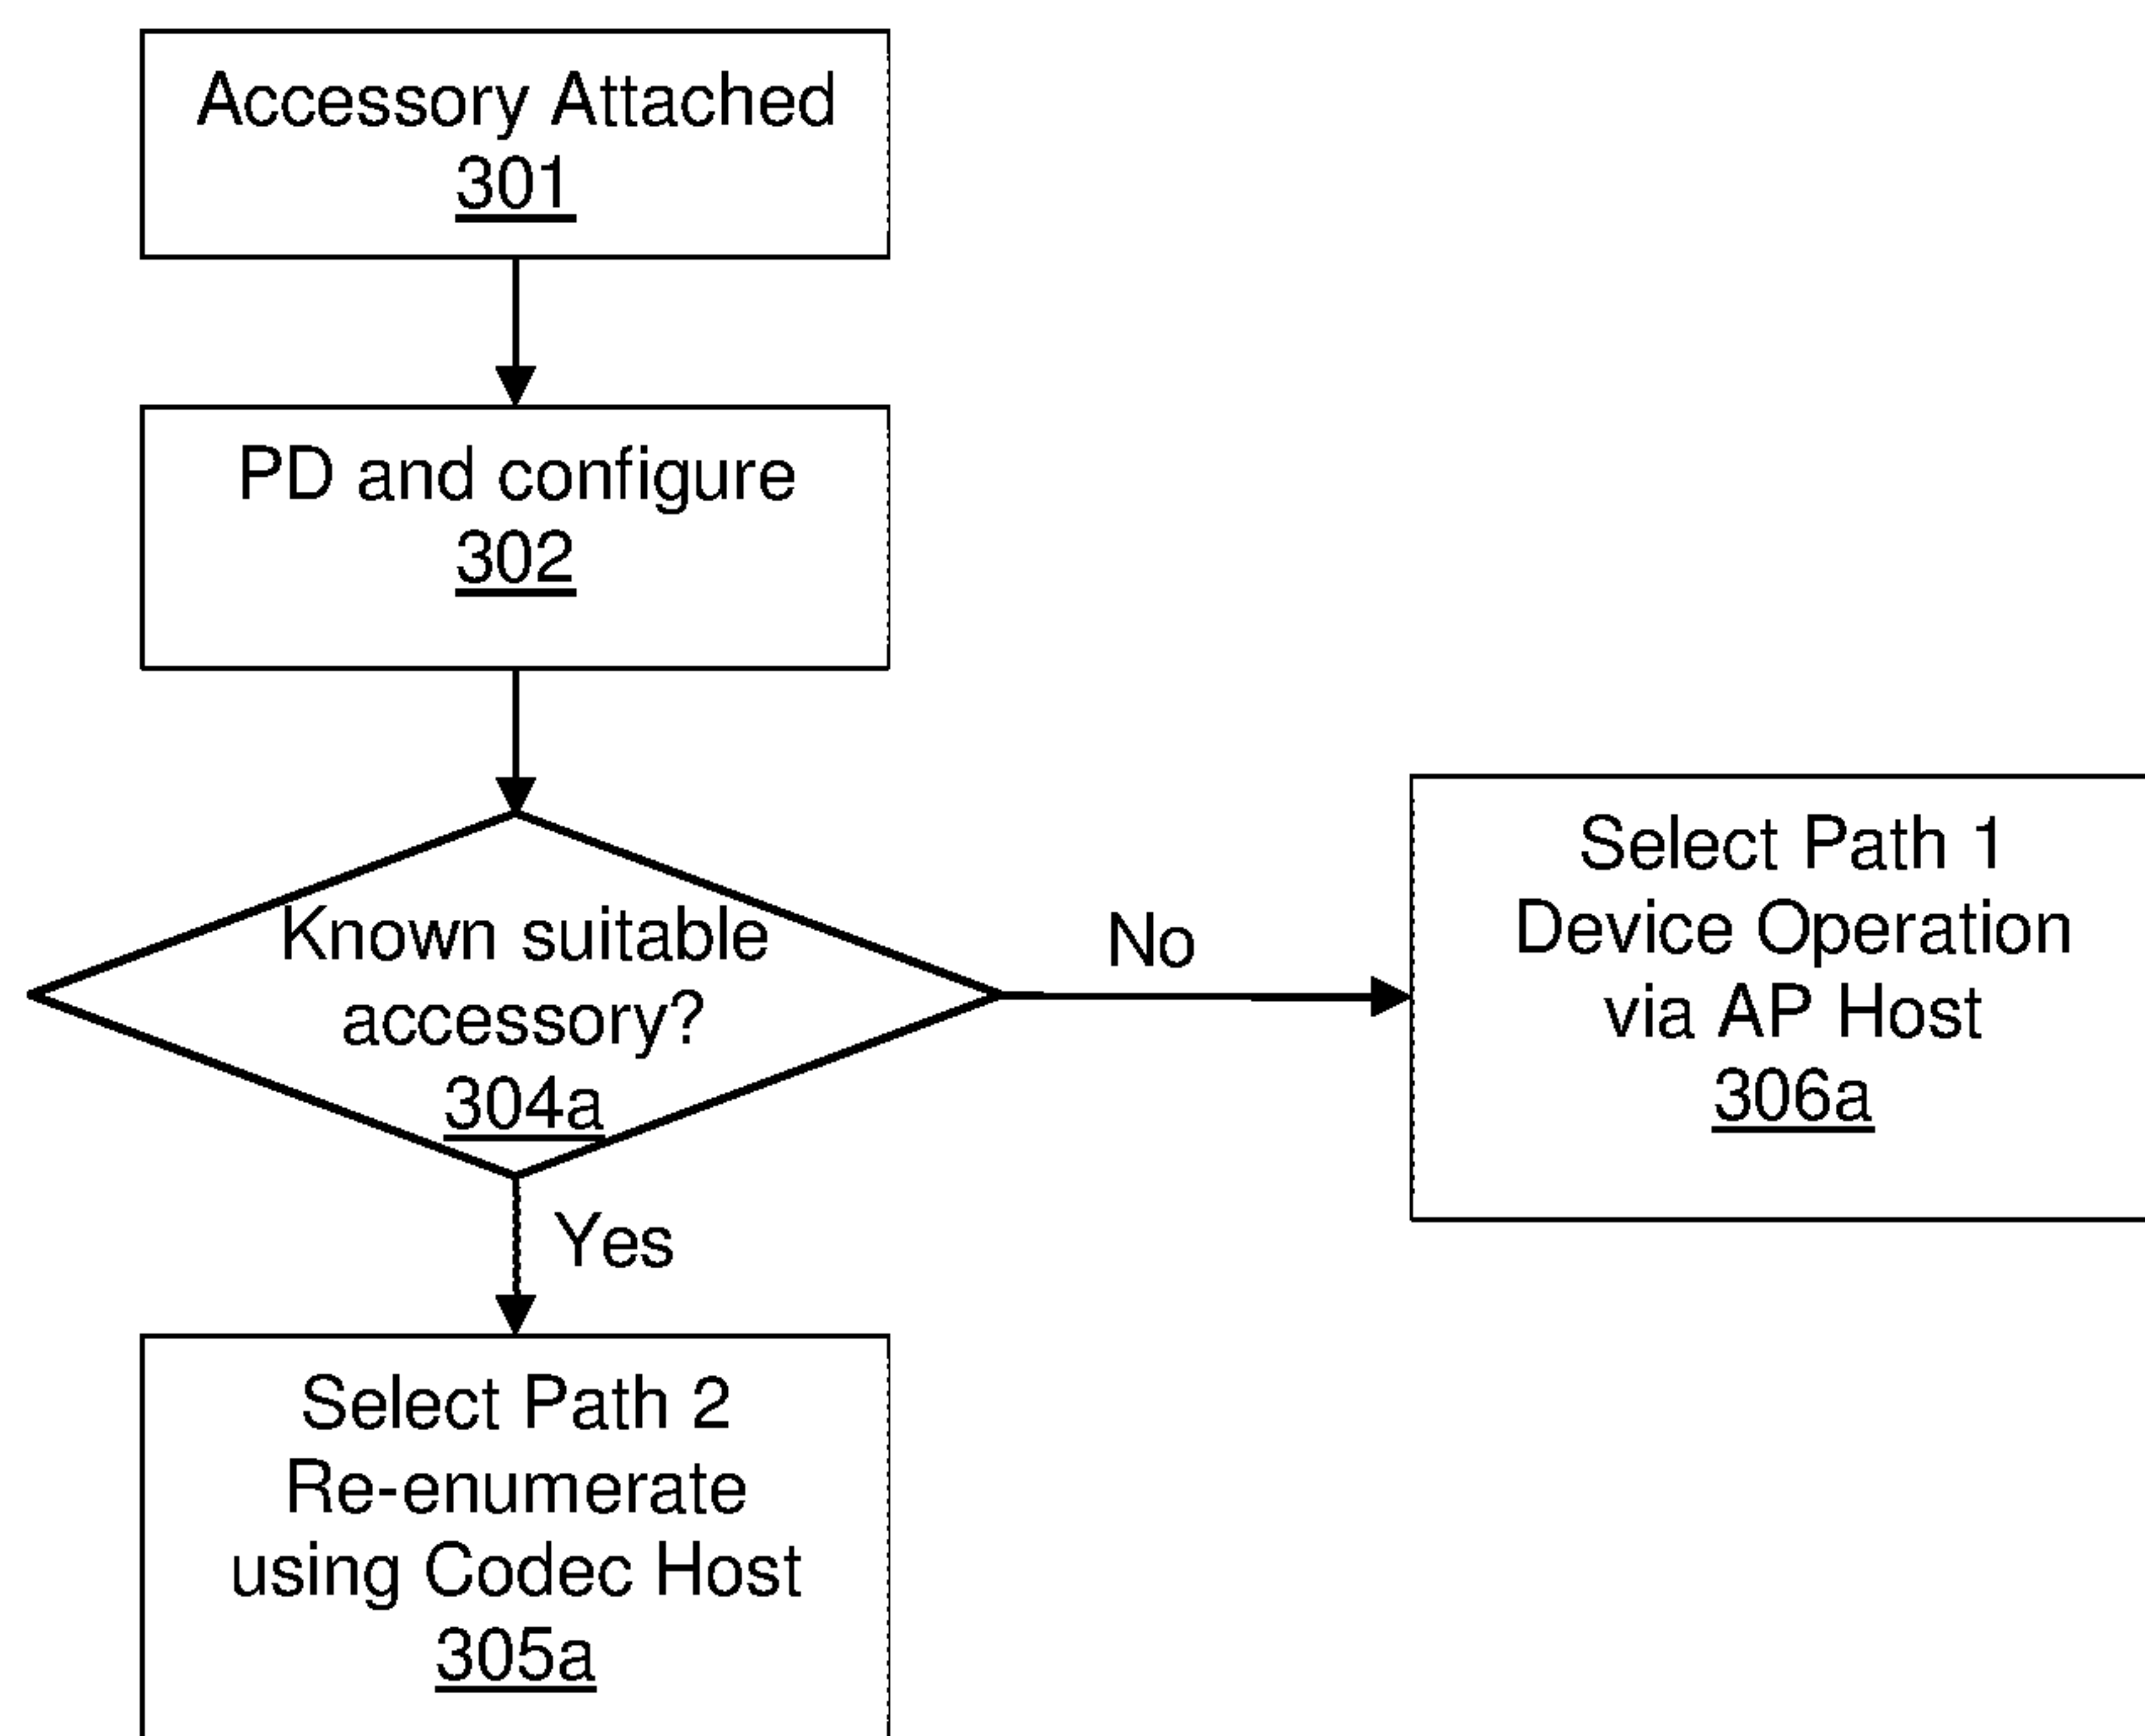 Accessory Attached
301
PD and configure
302
Known suitable
accessory?
304a
No
Select Path 1
Device Operation
via AP Host
306a
Yes
Select Path 2
Re-enumerate
using Codec Host
305a